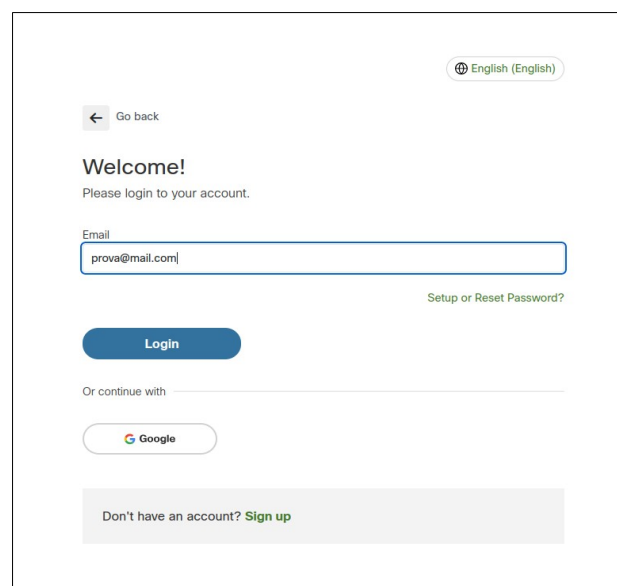 English (English)
Go back
Welcome!
Please login to your account.
Email
prova@mail.com
Setup or Reset Password?
Login
Or continue with
Google
Don't have an account? Sign up